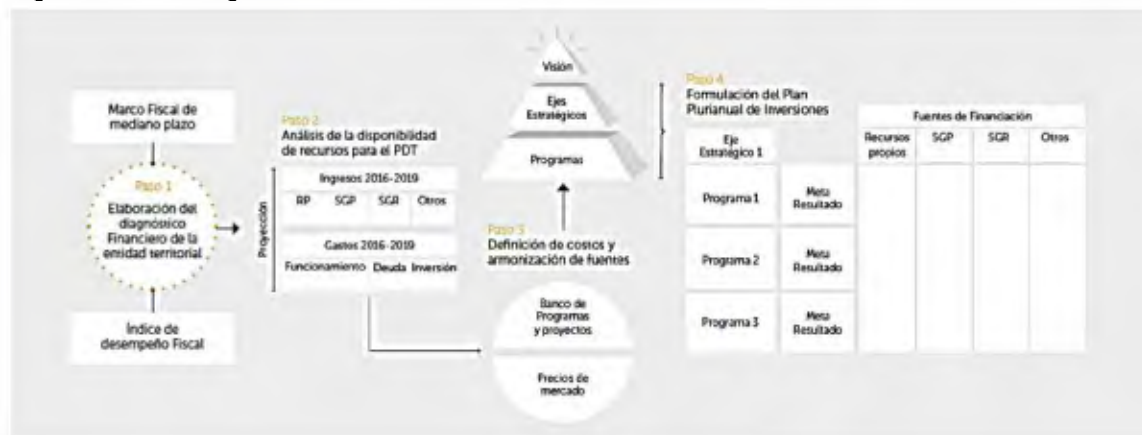 Marco Fiscal de
mediano plazo
Paso 1
Elaboración del
diagnóstico
Financiero de la
entidad territorial
Índice de
desempeño Fiscal
Paso 2
Análisis de la disponibilidad
de recursos para el PDT
Proyección
Ingresos 2016-2019
RP SGP SGR Otros
Gastos 2016-2019
Funcionamiento Deuda Inversión
Visión
Ejes
Estratégicos
Programas
Paso 3
Definición de costos y
armonización de fuentes
Banco de
Programas
y proyectos
Precios de
mercado
Paso 4
Formulación del Plan
Plurianual de Inversiones
Eje
Estratégico 1
Programa 1
Meta
Resultado
Programa 2
Meta
Resultado
Programa 3
Meta
Resultado
Fuentes de Financiación
Recursos
propios
SGP
SGR
Otros